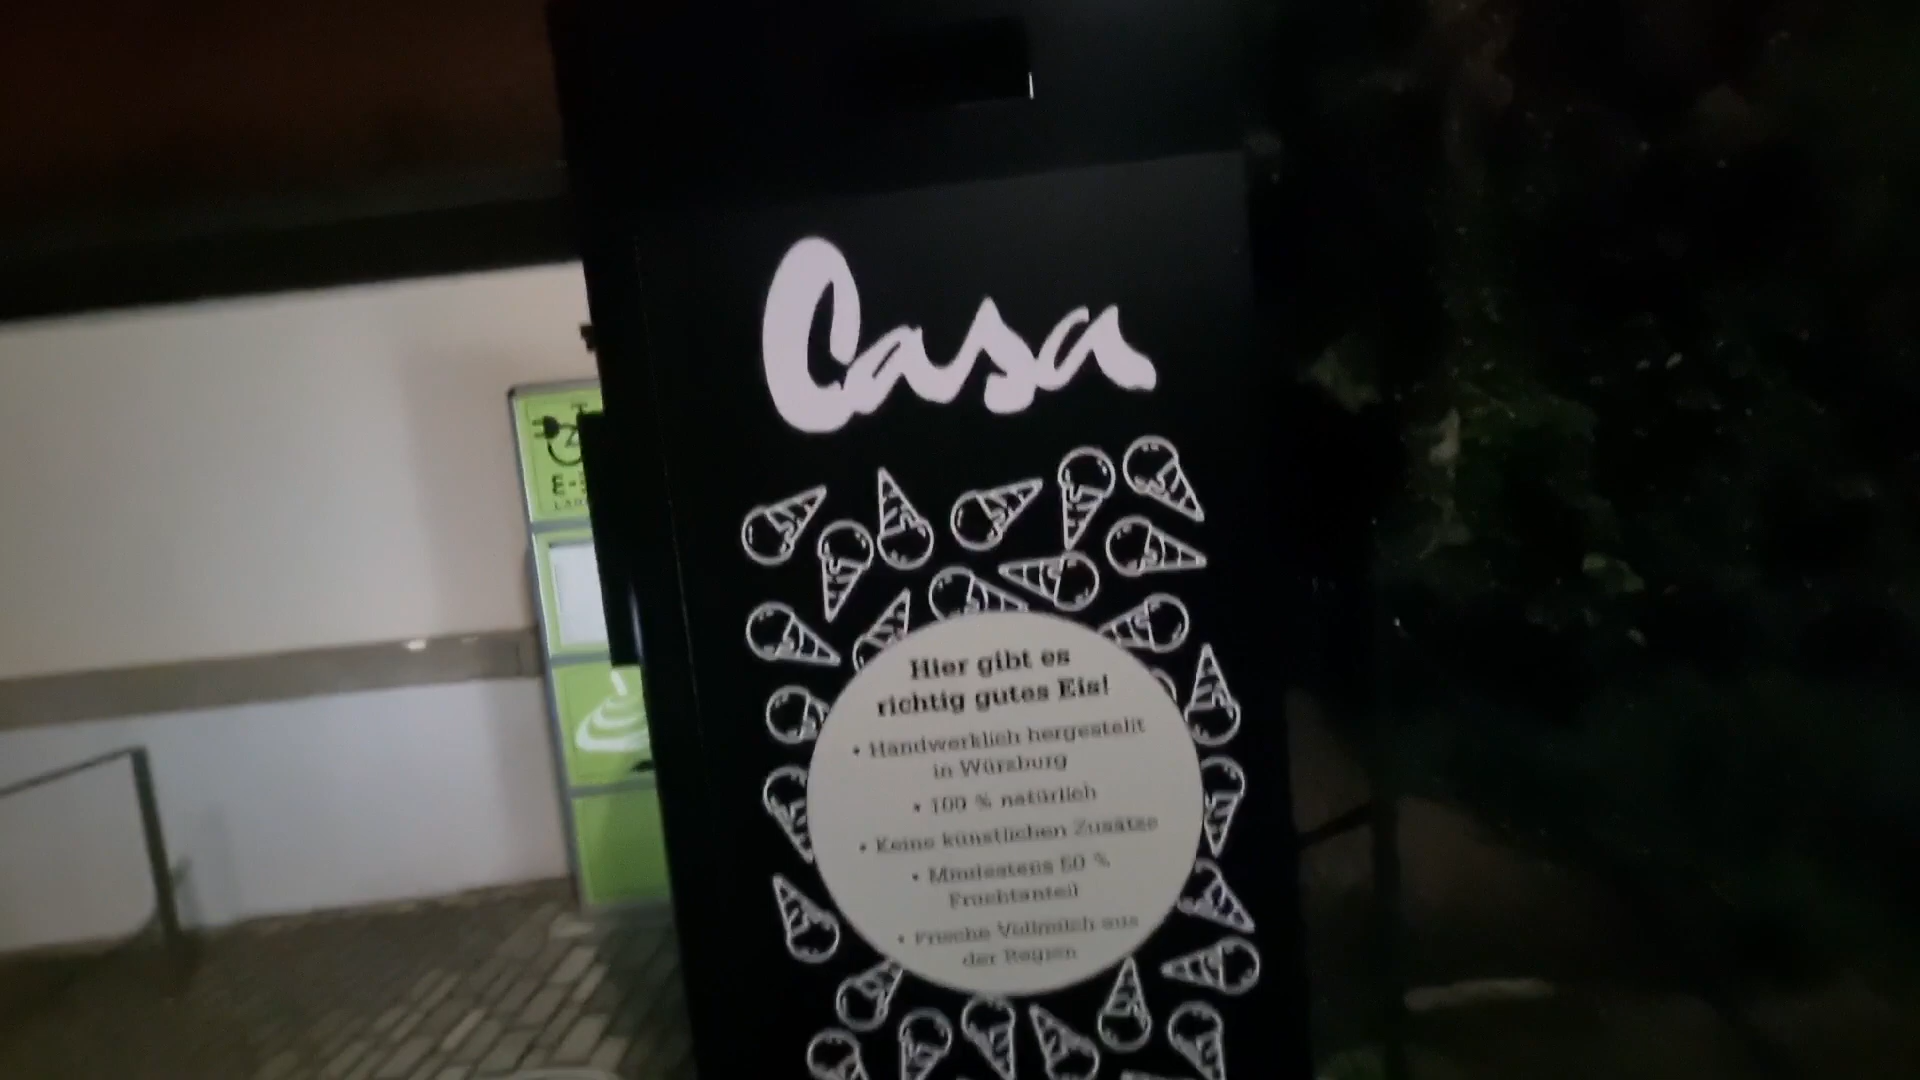 Casa
Hier gibt es
richtig gutes Eis!
• Handwerklich hergestellt
in Würzburg
• 100 % natürlich
• Keine künstlichen Zusätze
• Mindestens 50 %
Fruchtanteil
• Frische Vollmilch aus
der Region